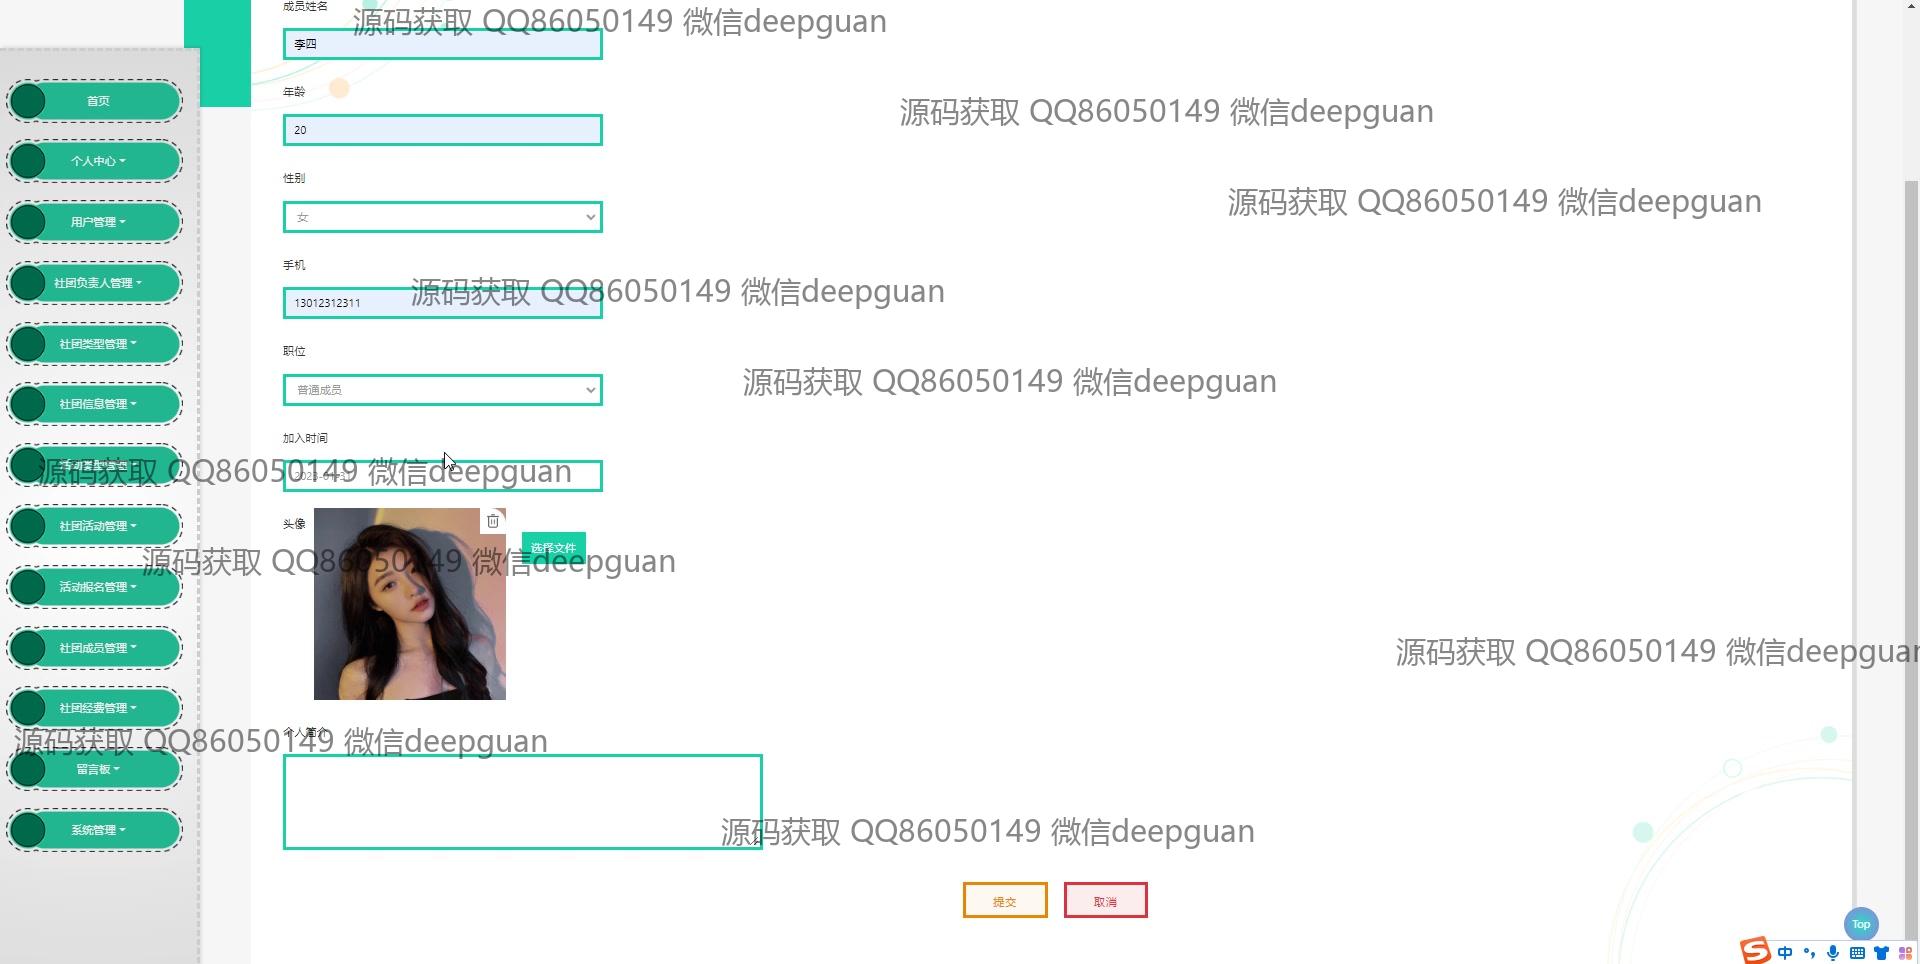 成员姓名
源码获取 QQ86050149 微信deepguan
李四
首页
年龄
源码获取 QQ86050149 微信deepguan
20
个人中心
性别
源码获取 QQ86050149 微信deepguan
女
用户管理
手机
社团负责人管理
13012312311
源码获取 QQ86050149 微信deepguan
社团类型管理
职位
普通成员
源码获取 QQ86050149 微信deepguan
社团信息管理
加入时间
活动类型管理
源码获取 QQ86050149 微信deepguan
社团活动管理
头像
选择文件
源码获取 QQ86050149 微信deepguan
活动报名管理
社团成员管理
源码获取 QQ86050149 微信deepguan
社团经费管理
个人简介
源码获取 QQ86050149 微信deepguan
留言板
系统管理
源码获取 QQ86050149 微信deepguan
提交
取消
Top
中